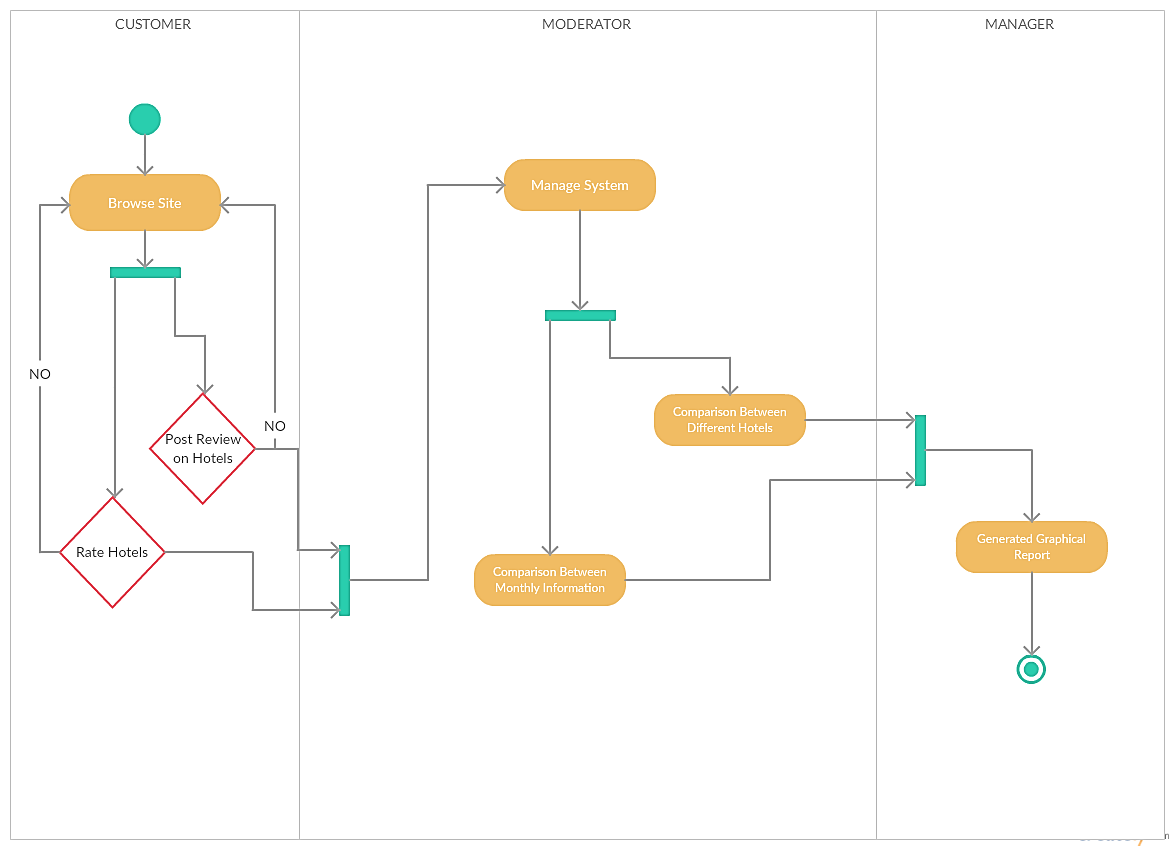 CUSTOMER
MODERATOR
MANAGER
Browse Site
Manage System
NO
Comparison Between
Different Hotels
NO
Post Review
on Hotels
Rate Hotels
Comparison Between
Monthly Information
Generated Graphical
Report